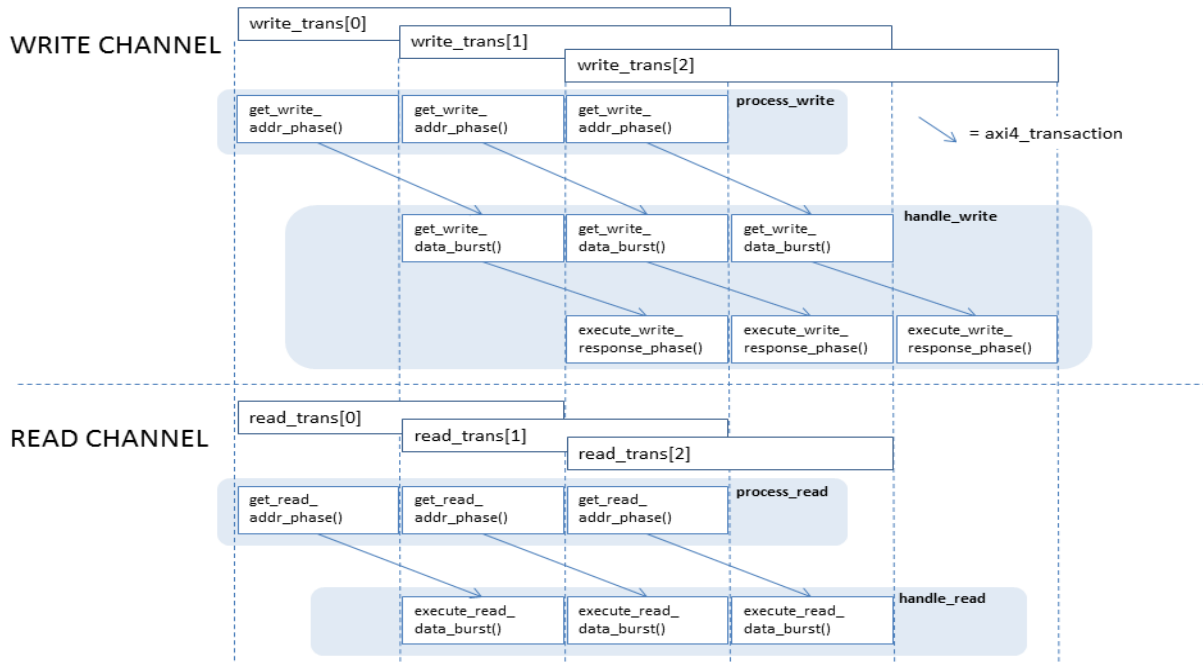 write_trans[0]
WRITE CHANNEL
write_trans[1]
write_trans[2]
process_write
get_write_
addr_phase()
get_write_
addr_phase()
get_write_
addr_phase()
= axi4_transaction
handle_write
get_write_
data_burst()
get_write_
data_burst()
get_write_
data_burst()
execute_write_
response_phase()
execute_write_
response_phase()
execute_write_
response_phase()
read_trans[0]
READ CHANNEL
read_trans[1]
read_trans[2]
process_read
get_read_
addr_phase()
get_read_
addr_phase()
get_read_
addr_phase()
handle_read
execute_read_
data_burst()
execute_read_
data_burst()
execute_read_
data_burst()